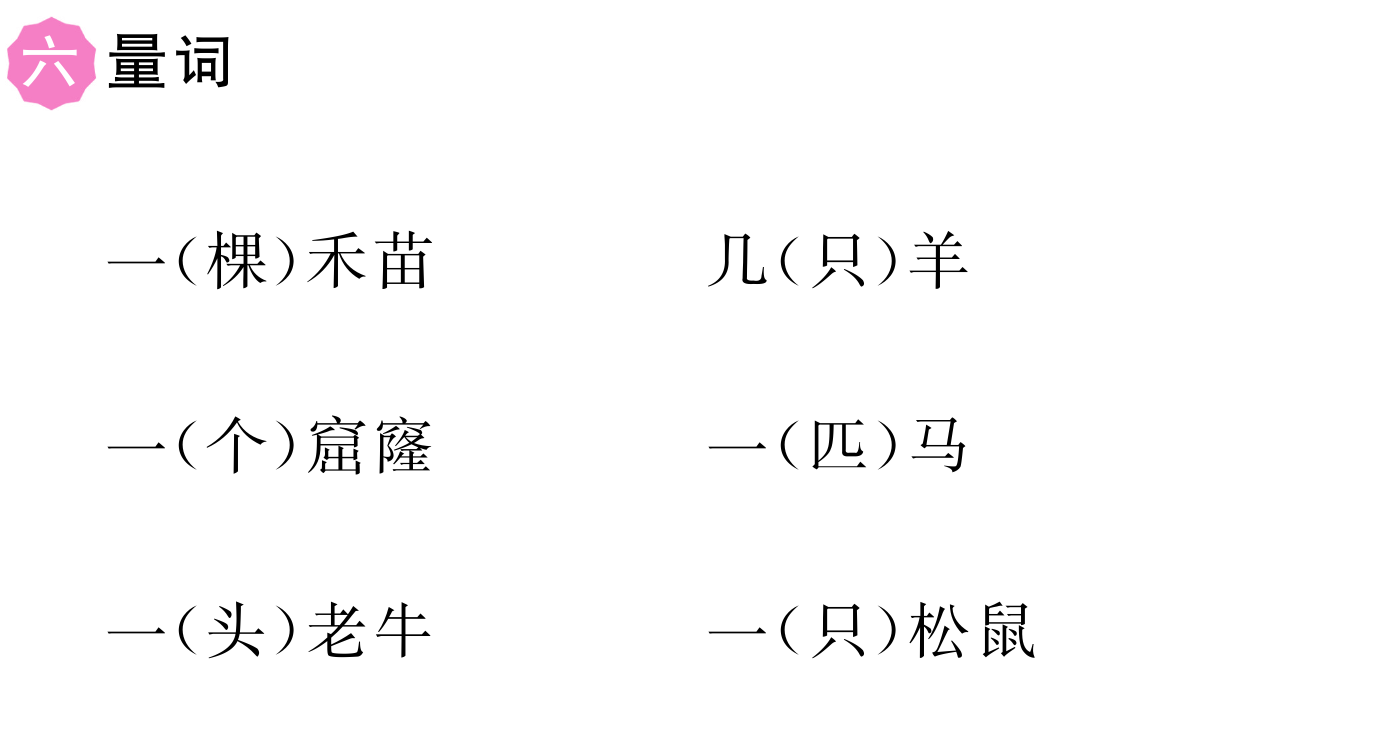 六 量词
一(棵)禾苗 几(只)羊
一(个)窟窿 一(匹)马
一(头)老牛 一(只)松鼠